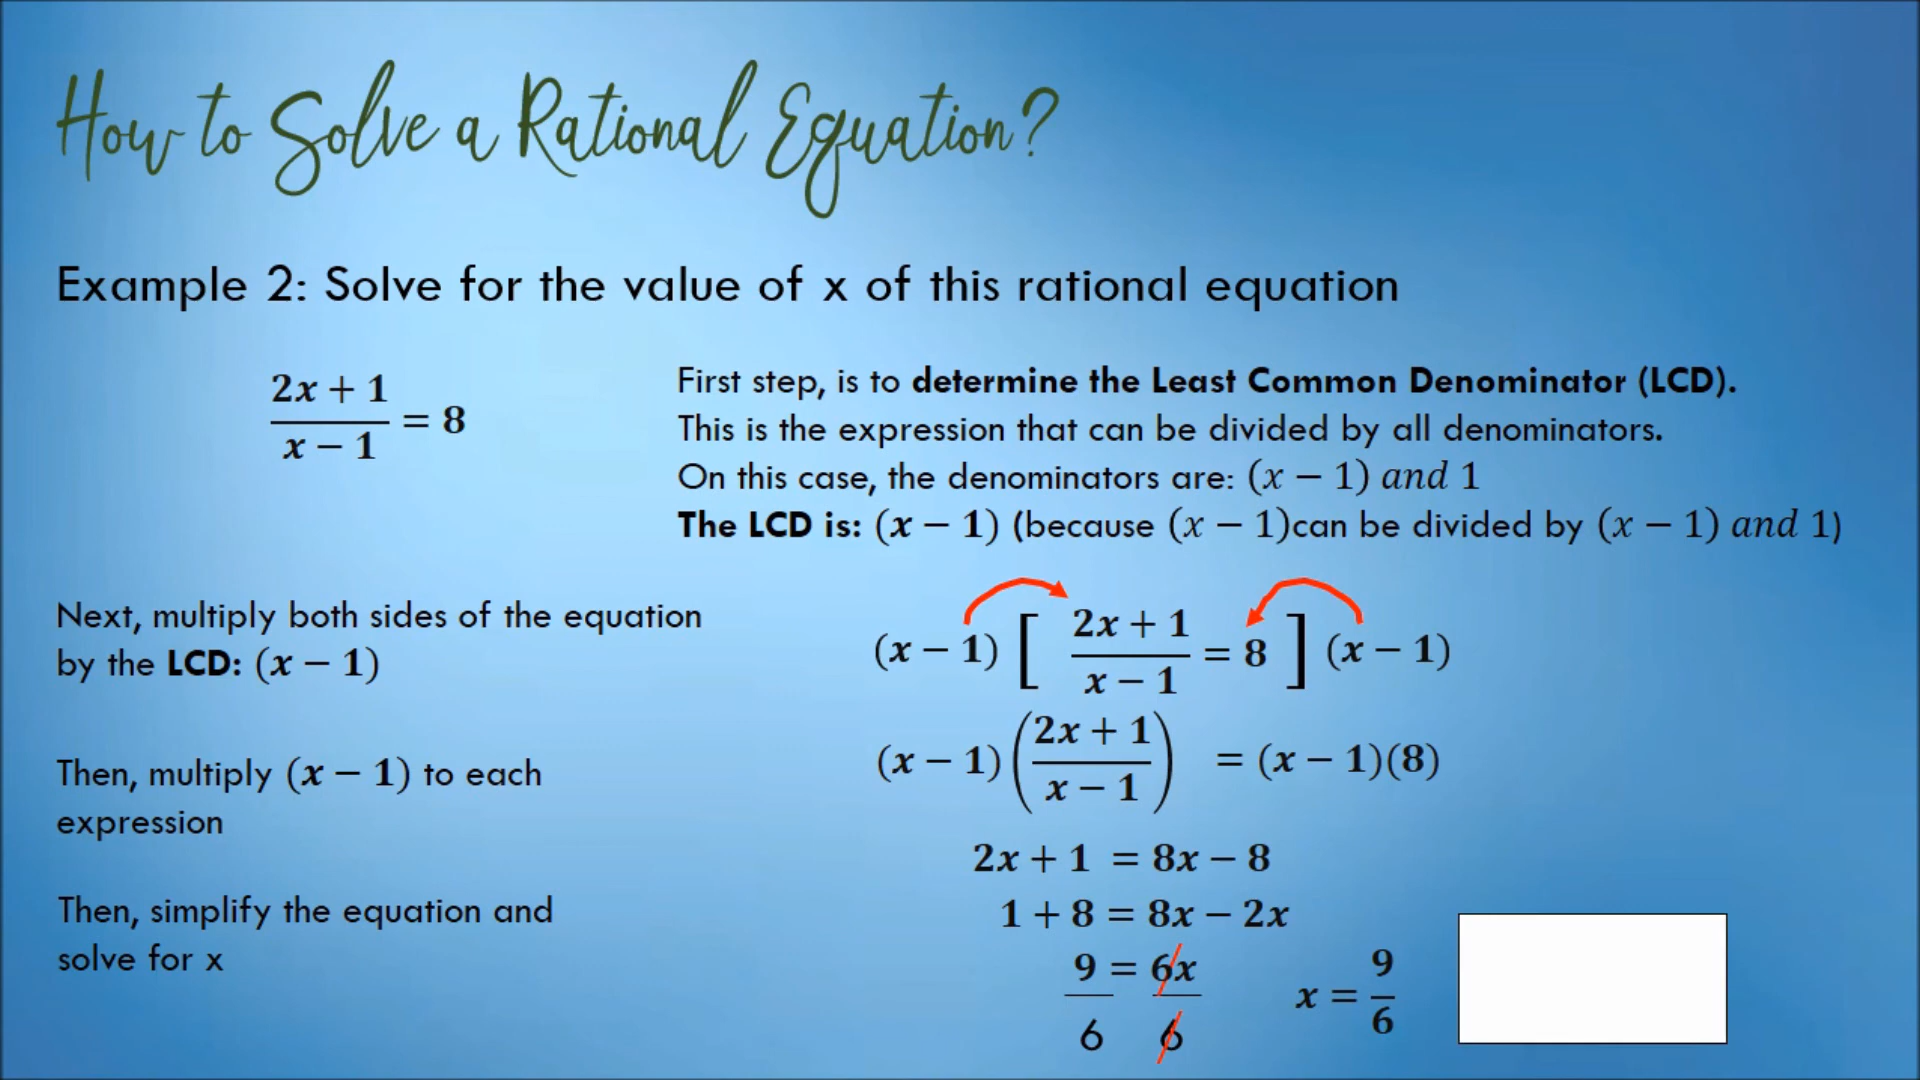 How to Solve a Rational Equation?
Example 2: Solve for the value of x of this rational equation
(2x + 1)/(x − 1) = 8
First step, is to determine the Least Common Denominator (LCD).
This is the expression that can be divided by all denominators.
On this case, the denominators are: (x − 1) and 1
The LCD is: (x − 1) (because (x − 1)can be divided by (x − 1) and 1)
Next, multiply both sides of the equation
by the LCD: (x − 1)
(x − 1) [ (2x + 1)/(x − 1) = 8 ] (x − 1)
Then, multiply (x − 1) to each
expression
(x − 1) ((2x + 1)/(x − 1)) = (x − 1)(8)
Then, simplify the equation and
solve for x
2x + 1 = 8x − 8
1 + 8 = 8x − 2x
9 = 6x
6 6
x = 9/6